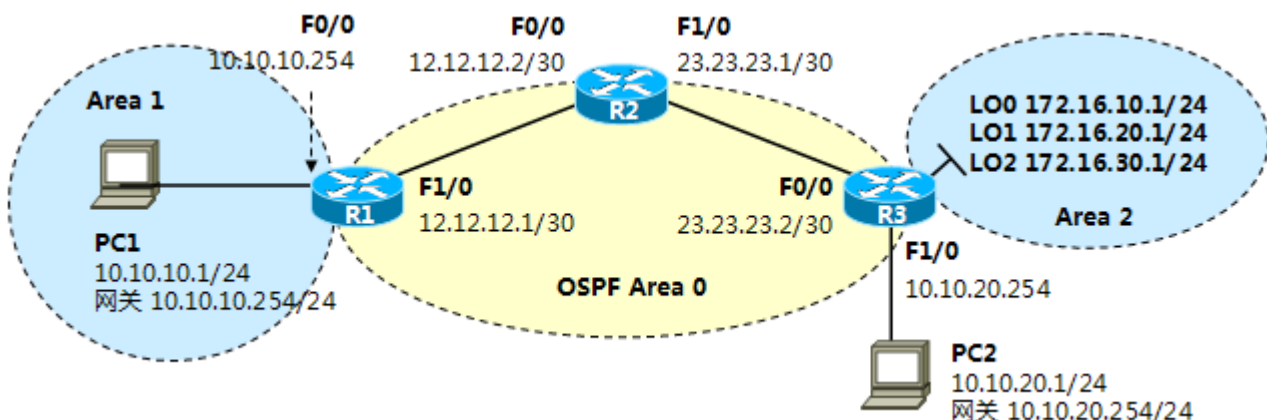 F0/0
10.10.10.254
F0/0
12.12.12.2/30
F1/0
23.23.23.1/30
Area 1
R2
LO0 172.16.10.1/24
LO1 172.16.20.1/24
LO2 172.16.30.1/24
Area 2
R1
F1/0
12.12.12.1/30
F0/0
23.23.23.2/30
R3
PC1
10.10.10.1/24
网关 10.10.10.254/24
OSPF Area 0
F1/0
10.10.20.254
PC2
10.10.20.1/24
网关 10.10.20.254/24